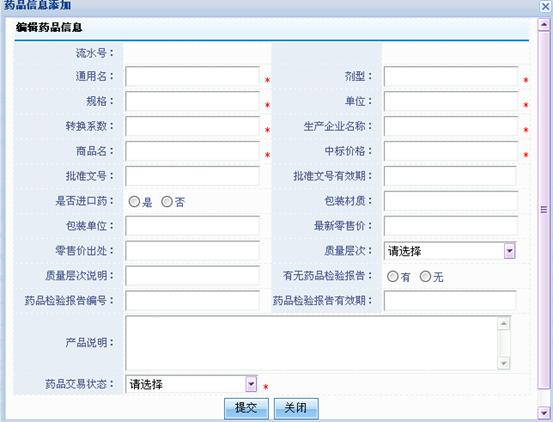 药品信息添加
编辑药品信息
流水号：
通用名： * 剂型： *
规格： * 单位： *
转换系数： * 生产企业名称： *
商品名： * 中标价格： *
批准文号： 批准文号有效期：
是否进口药： 是 否 包装材质：
包装单位： 最新零售价：
零售价出处： 质量层次： 请选择
质量层次说明： 有无药品检验报告： 有 无
药品检验报告编号： 药品检验报告有效期：
产品说明：
药品交易状态： 请选择 *
提交 关闭